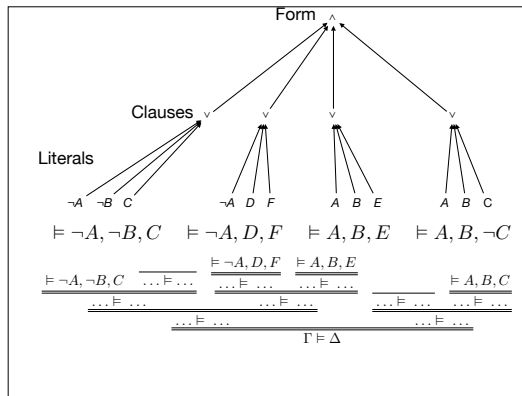 Form ∧
Clauses ∨ ∨ ∨ ∨
Literals
¬A ¬B C ¬A D F A B E A B C
⊨ ¬A, ¬B, C ⊨ ¬A, D, F ⊨ A, B, E ⊨ A, B, ¬C
⊨ ¬A, D, F ⊨ A, B, E
⊨ ¬A, ¬B, C ... ⊨ ... ... ⊨ ... ... ⊨ ... ⊨ A, B, C
... ⊨ ... ... ⊨ ... ... ⊨ ... ... ⊨ ...
... ⊨ ... ... ⊨ ...
Γ ⊨ Δ